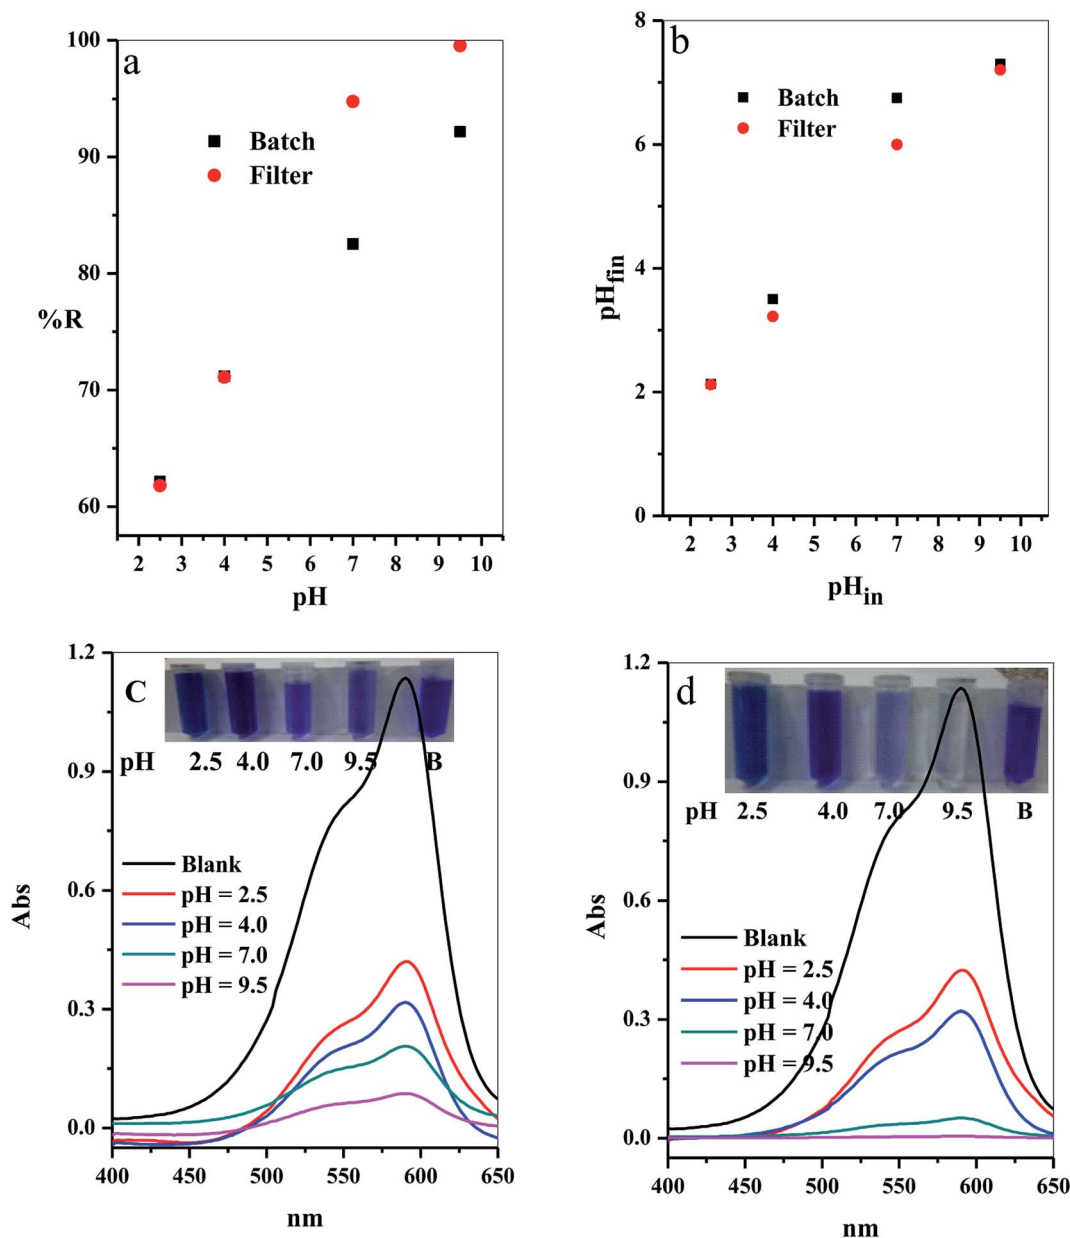 a
100
90
80
70
60
%R
Batch
Filter
2 3 4 5 6 7 8 9 10
pH
b
8
6
4
2
0
pHfin
Batch
Filter
2 3 4 5 6 7 8 9 10
pHin
C
1.2
0.9
0.6
0.3
0.0
Abs
pH 2.5 4.0 7.0 9.5 B
Blank
pH = 2.5
pH = 4.0
pH = 7.0
pH = 9.5
400 450 500 550 600 650
nm
d
1.2
0.9
0.6
0.3
0.0
Abs
pH 2.5 4.0 7.0 9.5 B
Blank
pH = 2.5
pH = 4.0
pH = 7.0
pH = 9.5
400 450 500 550 600 650
nm